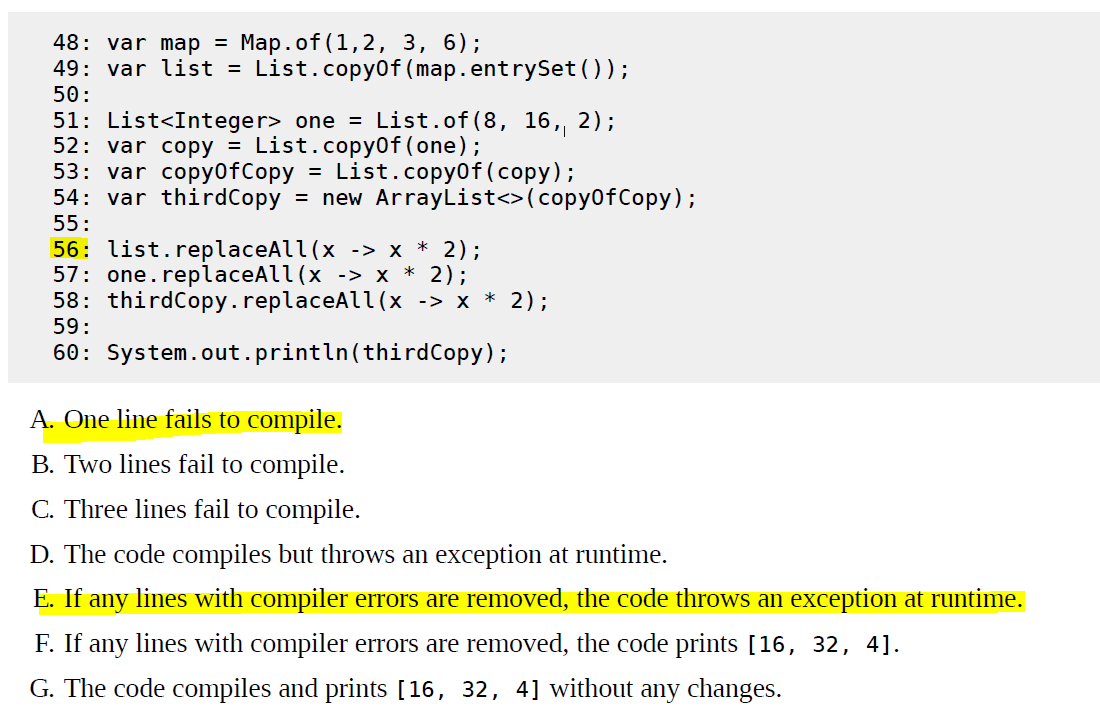 48: var map = Map.of(1,2, 3, 6);
49: var list = List.copyOf(map.entrySet());
50:
51: List<Integer> one = List.of(8, 16, 2);
52: var copy = List.copyOf(one);
53: var copyOfCopy = List.copyOf(copy);
54: var thirdCopy = new ArrayList<>(copyOfCopy);
55:
56: list.replaceAll(x -> x * 2);
57: one.replaceAll(x -> x * 2);
58: thirdCopy.replaceAll(x -> x * 2);
59:
60: System.out.println(thirdCopy);
A. One line fails to compile.
B. Two lines fail to compile.
C. Three lines fail to compile.
D. The code compiles but throws an exception at runtime.
E. If any lines with compiler errors are removed, the code throws an exception at runtime.
F. If any lines with compiler errors are removed, the code prints [16, 32, 4].
G. The code compiles and prints [16, 32, 4] without any changes.